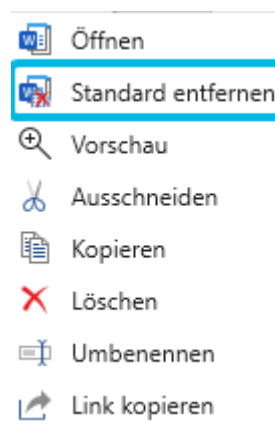 Öffnen
Standard entfernen
Vorschau
Ausschneiden
Kopieren
Löschen
Umbenennen
Link kopieren